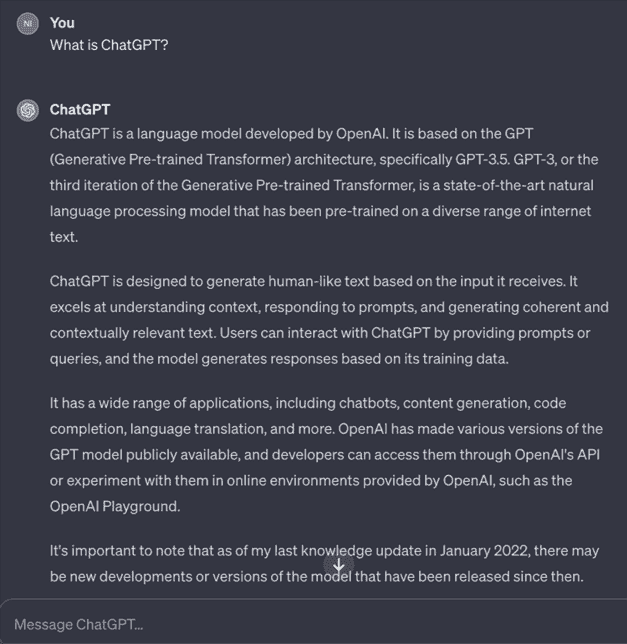 NI You
What is ChatGPT?
ChatGPT
ChatGPT is a language model developed by OpenAI. It is based on the GPT
(Generative Pre-trained Transformer) architecture, specifically GPT-3.5. GPT-3, or the
third iteration of the Generative Pre-trained Transformer, is a state-of-the-art natural
language processing model that has been pre-trained on a diverse range of internet
text.
ChatGPT is designed to generate human-like text based on the input it receives. It
excels at understanding context, responding to prompts, and generating coherent and
contextually relevant text. Users can interact with ChatGPT by providing prompts or
queries, and the model generates responses based on its training data.
It has a wide range of applications, including chatbots, content generation, code
completion, language translation, and more. OpenAI has made various versions of the
GPT model publicly available, and developers can access them through OpenAI's API
or experiment with them in online environments provided by OpenAI, such as the
OpenAI Playground.
It's important to note that as of my last knowledge update in January 2022, there may
be new developments or versions of the model that have been released since then.
Message ChatGPT...